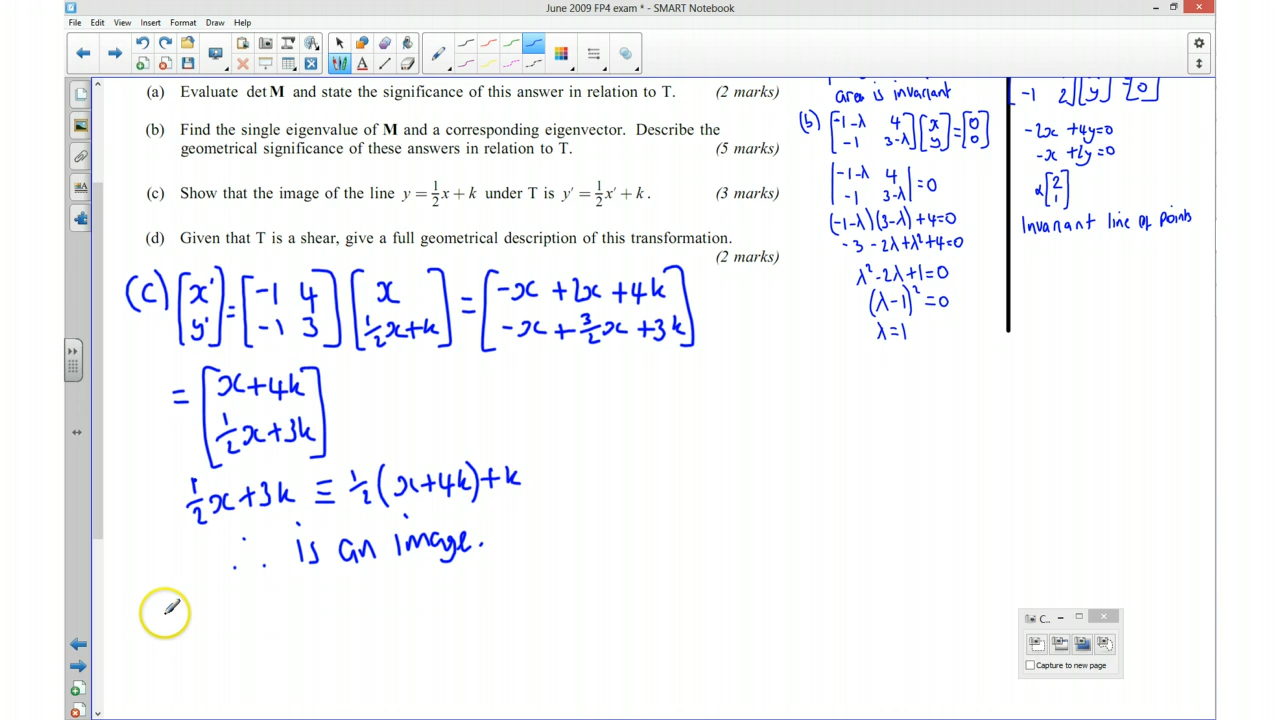 June 2009 FP4 exam * - SMART Notebook
File Edit View Insert Format Draw Help
(a) Evaluate det M and state the significance of this answer in relation to T. (2 marks)
(b) Find the single eigenvalue of M and a corresponding eigenvector. Describe the
geometrical significance of these answers in relation to T. (5 marks)
(c) Show that the image of the line y = 1/2 x + k under T is y′ = 1/2 x′ + k . (3 marks)
(d) Given that T is a shear, give a full geometrical description of this transformation.
(2 marks)
(C) [x' y'] = [-1 4 -1 3] [x 1/2x+k] = [-x + 2x + 4k -x + 3/2x + 3k]
= [x+4k 1/2x+3k]
1/2x+3k ≡ 1/2(x+4k)+k
∴ is an image.
area is invariant
(b) [-1-λ 4 -1 3-λ] [x y] = [0 0]
|-1-λ 4 -1 3-λ| = 0
(-1-λ)(3-λ)+4=0
-3-2λ+λ²+4=0
λ²-2λ+1=0
(λ-1)²=0
λ=1
-1 2] [y] = 0]
-2x+4y=0
-x+2y=0
α[2 1]
Invariant line of points
C..
Capture to new page